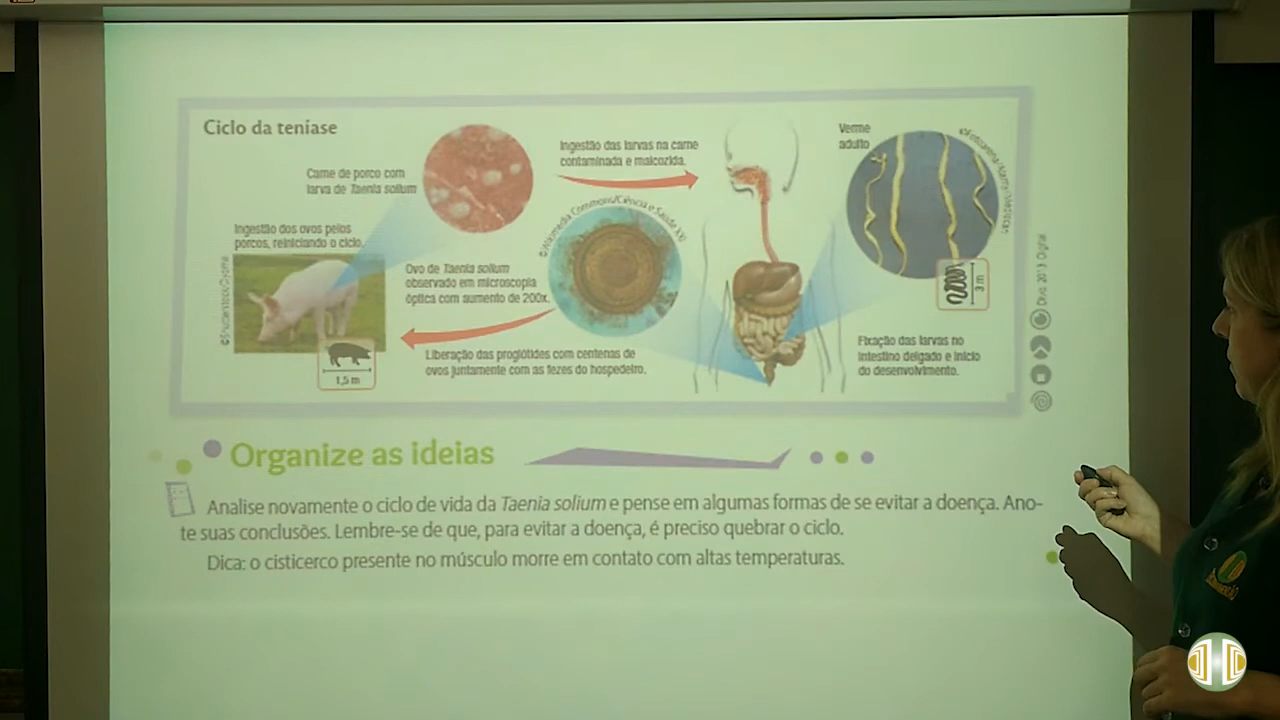 Ciclo da teníase
Carne de porco com
larva de Taenia solium
Ingestão das larvas na carne
contaminada e malcozida.
Verme
adulto
Ingestão dos ovos pelos
porcos, reiniciando o ciclo.
Ovo de Taenia solium
observado em microscopia
óptica com aumento de 200x.
©Wikimedia Commons/Ciência e Saúde XXI
3 m
1,5 m
Liberação das proglótides com centenas de
ovos juntamente com as fezes do hospedeiro.
Fixação das larvas no
intestino delgado e início
do desenvolvimento.
Organize as ideias
Analise novamente o ciclo de vida da Taenia solium e pense em algumas formas de se evitar a doença. Ano-
te suas conclusões. Lembre-se de que, para evitar a doença, é preciso quebrar o ciclo.
Dica: o cisticerco presente no músculo morre em contato com altas temperaturas.